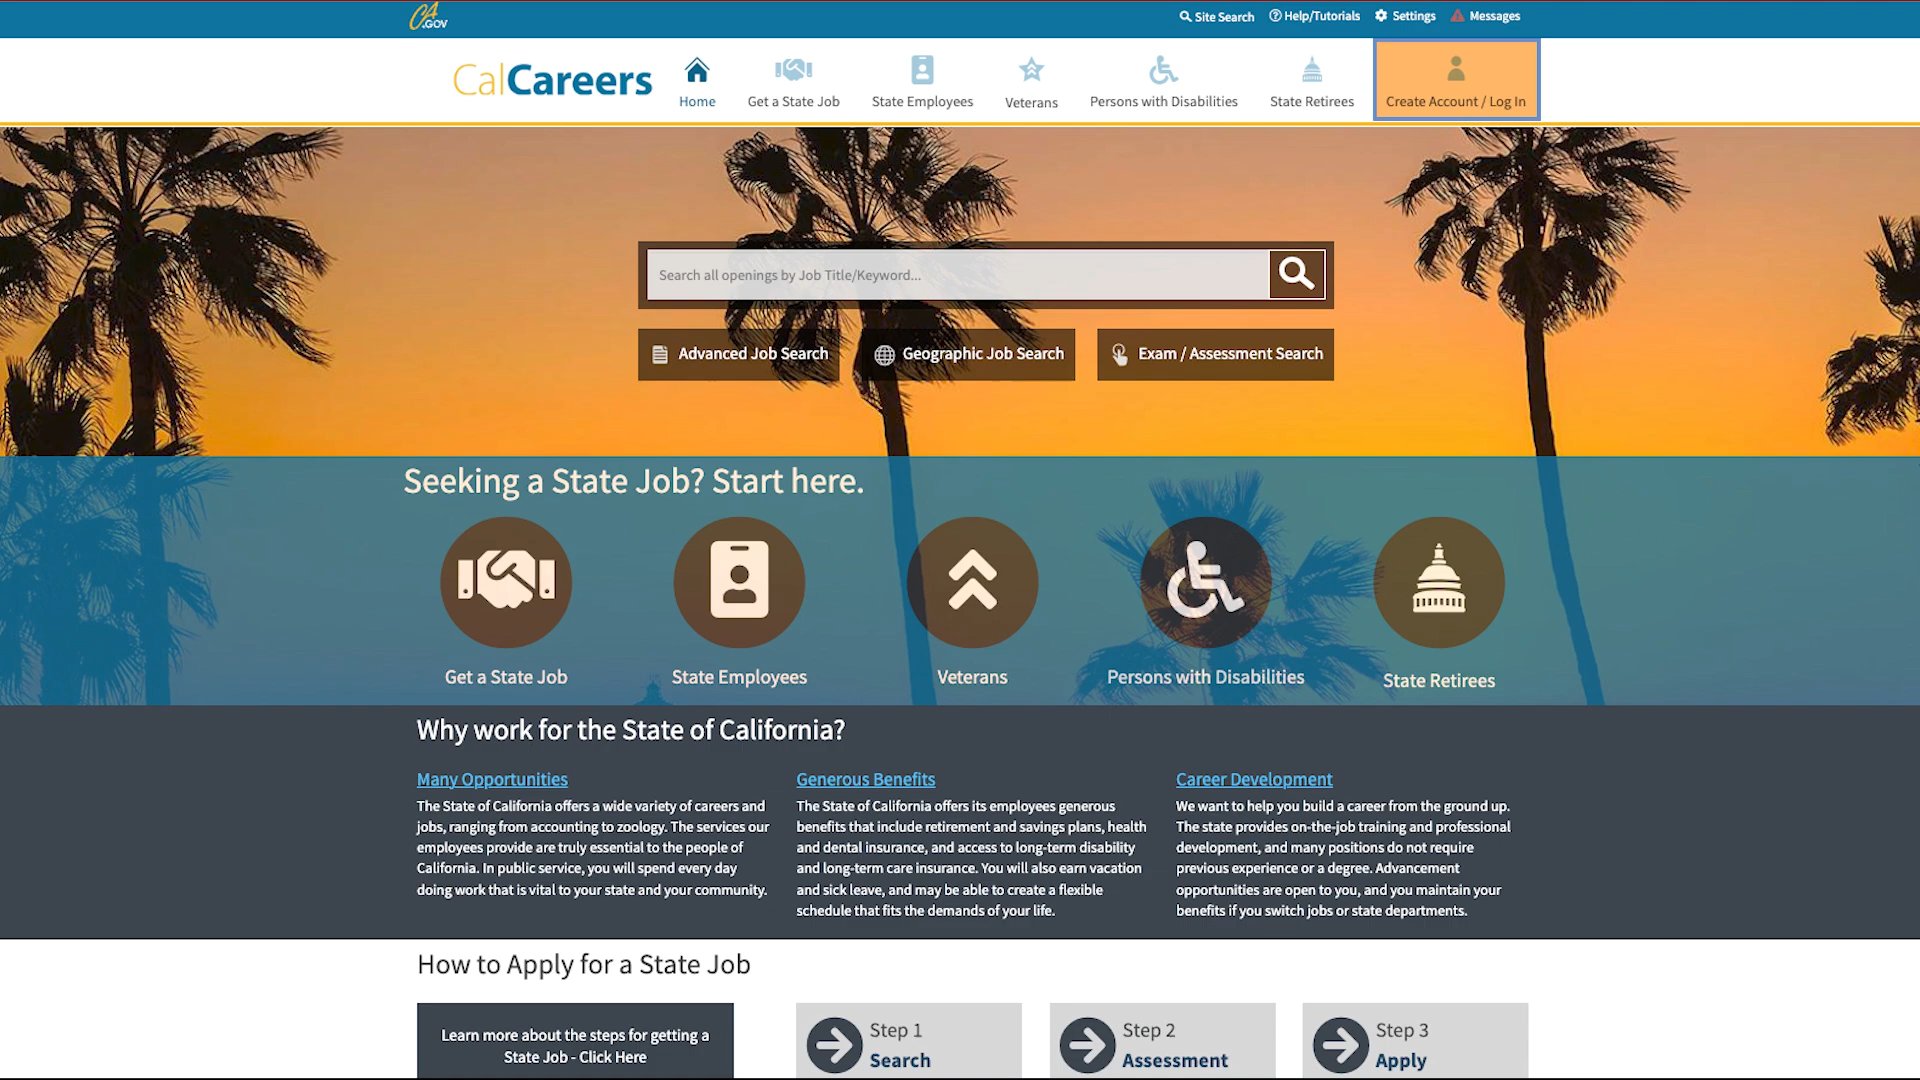 CA.GOV
Site Search
Help/Tutorials
Settings
Messages
CalCareers
Home
Get a State Job
State Employees
Veterans
Persons with Disabilities
State Retirees
Create Account / Log In
Search all openings by Job Title/Keyword...
Advanced Job Search
Geographic Job Search
Exam / Assessment Search
Seeking a State Job? Start here.
Get a State Job
State Employees
Veterans
Persons with Disabilities
State Retirees
Why work for the State of California?
Many Opportunities
The State of California offers a wide variety of careers and
jobs, ranging from accounting to zoology. The services our
employees provide are truly essential to the people of
California. In public service, you will spend every day
doing work that is vital to your state and your community.
Generous Benefits
The State of California offers its employees generous
benefits that include retirement and savings plans, health
and dental insurance, and access to long-term disability
and long-term care insurance. You will also earn vacation
and sick leave, and may be able to create a flexible
schedule that fits the demands of your life.
Career Development
We want to help you build a career from the ground up.
The state provides on-the-job training and professional
development, and many positions do not require
previous experience or a degree. Advancement
opportunities are open to you, and you maintain your
benefits if you switch jobs or state departments.
How to Apply for a State Job
Learn more about the steps for getting a
State Job - Click Here
Step 1
Search
Step 2
Assessment
Step 3
Apply